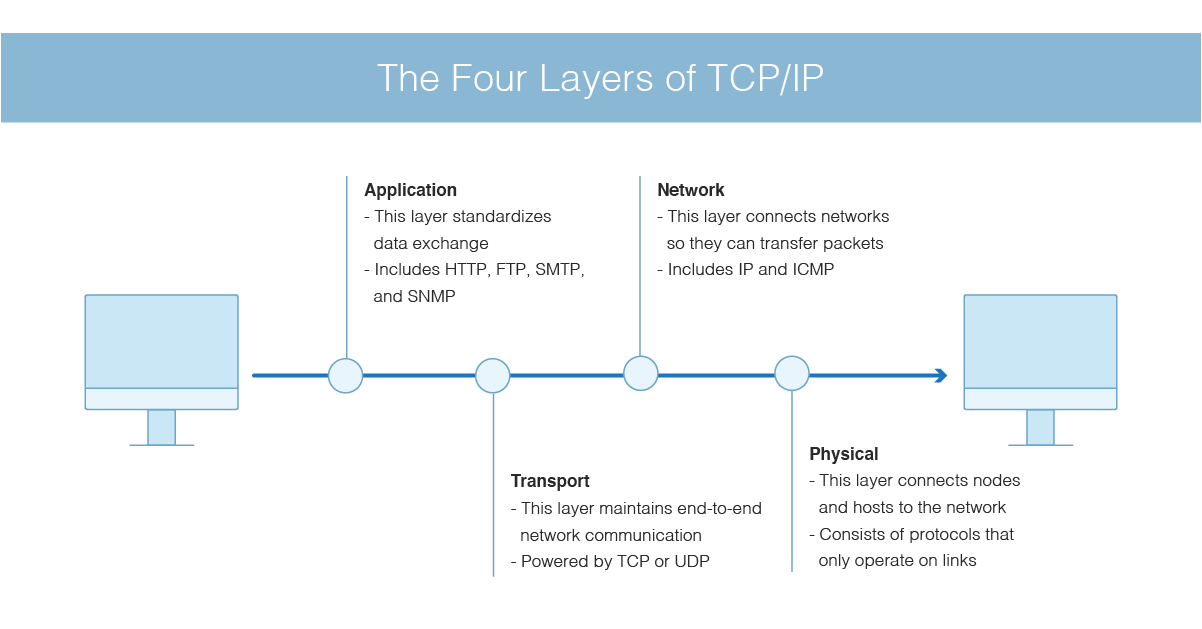 The Four Layers of TCP/IP
Application
- This layer standardizes
data exchange
- Includes HTTP, FTP, SMTP,
and SNMP
Transport
- This layer maintains end-to-end
network communication
- Powered by TCP or UDP
Network
- This layer connects networks
so they can transfer packets
- Includes IP and ICMP
Physical
- This layer connects nodes
and hosts to the network
- Consists of protocols that
only operate on links